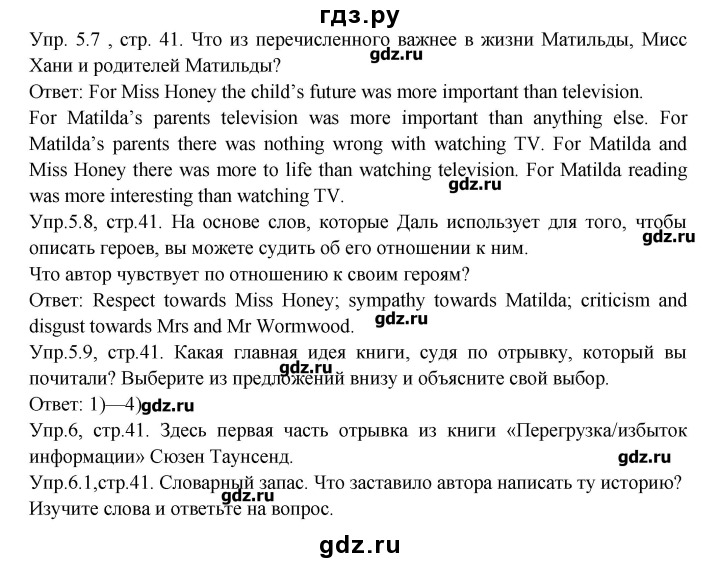 гдз.ру
Упр. 5.7 , стр. 41. Что из перечисленного важнее в жизни Матильды, Мисс
gdz.ru
Хани и родителей Матильды?
Ответ: For Miss Honey the child’s future was more important than television.
For Matilda’s parents television was more important than anything else. For
Matilda’s parents there was nothing wrong with watching TV. For Matilda and
Miss Honey there was more to life than watching television. For Matilda reading
gdz.ru
was more interesting than watching TV.
Упр.5.8, стр.41. На основе слов, которые Даль использует для того, чтобы
gdz.ru
описать героев, вы можете судить об его отношении к ним.
Что автор чувствует по отношению к своим героям?
Ответ: Respect towards Miss Honey; sympathy towards Matilda; criticism and
gdz.ru
disgust towards Mrs and Mr Wormwood.
Упр.5.9, стр.41. Какая главная идея книги, судя по отрывку, который вы
gdz.ru
почитали? Выберите из предложений внизу и объясните свой выбор.
Ответ: 1)—4)
gdz.ru
Упр.6, стр.41. Здесь первая часть отрывка из книги «Перегрузка/избыток
информации» Сюзен Таунсенд.
gdz.ru
Упр.6.1,стр.41. Словарный запас. Что заставило автора написать ту историю?
gdz.ru
Изучите слова и ответьте на вопрос.
gdz.ru